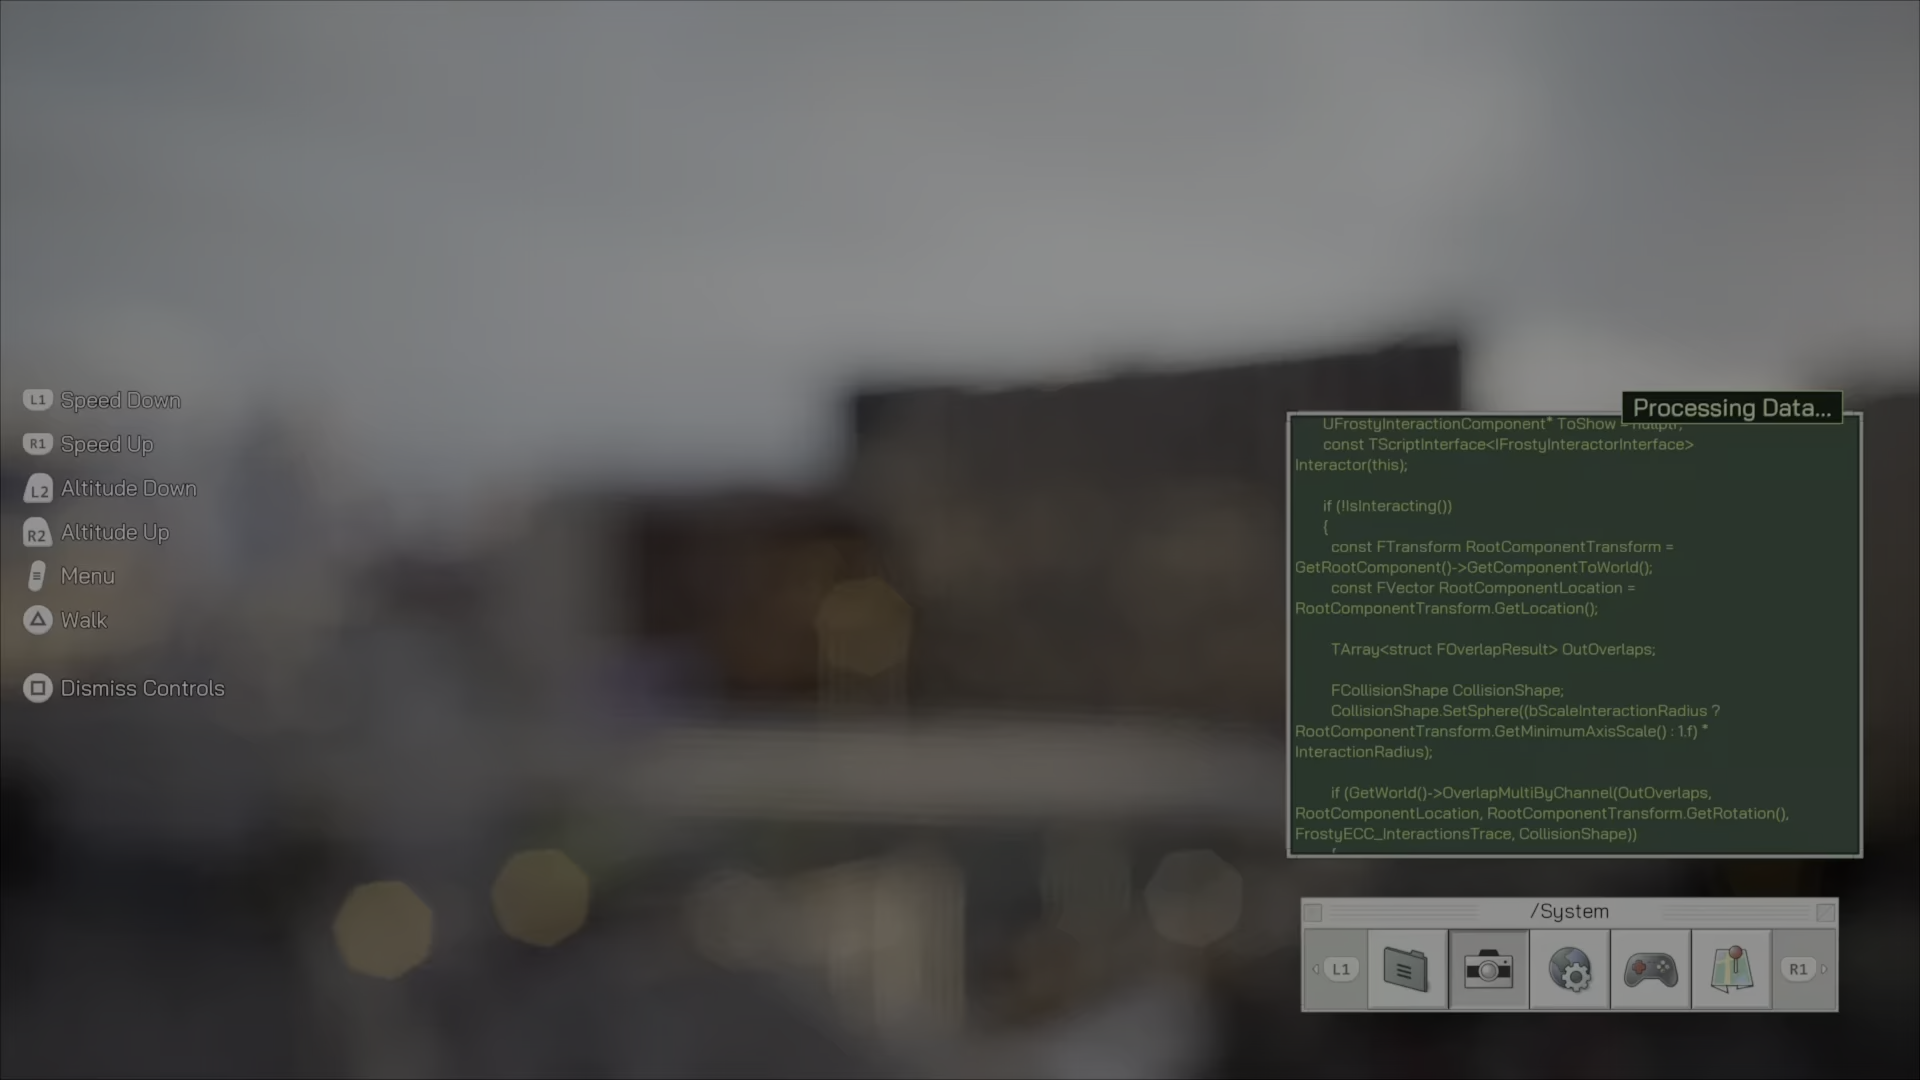 L1 Speed Down
R1 Speed Up
L2 Altitude Down
R2 Altitude Up
Menu
Walk
Dismiss Controls
Processing Data...
UFrostyInteractionComponent* ToShow = nullptr;
const TScriptInterface<IFrostyInteractorInterface>
Interactor(this);
if (!IsInteracting())
{
const FTransform RootComponentTransform =
GetRootComponent()->GetComponentToWorld();
const FVector RootComponentLocation =
RootComponentTransform.GetLocation();
TArray<struct FOverlapResult> OutOverlaps;
FCollisionShape CollisionShape;
CollisionShape.SetSphere((bScaleInteractionRadius ?
RootComponentTransform.GetMinimumAxisScale() : 1.f) *
InteractionRadius);
if (GetWorld()->OverlapMultiByChannel(OutOverlaps,
RootComponentLocation, RootComponentTransform.GetRotation(),
FrostyECC_InteractionsTrace, CollisionShape))
/System
L1
R1